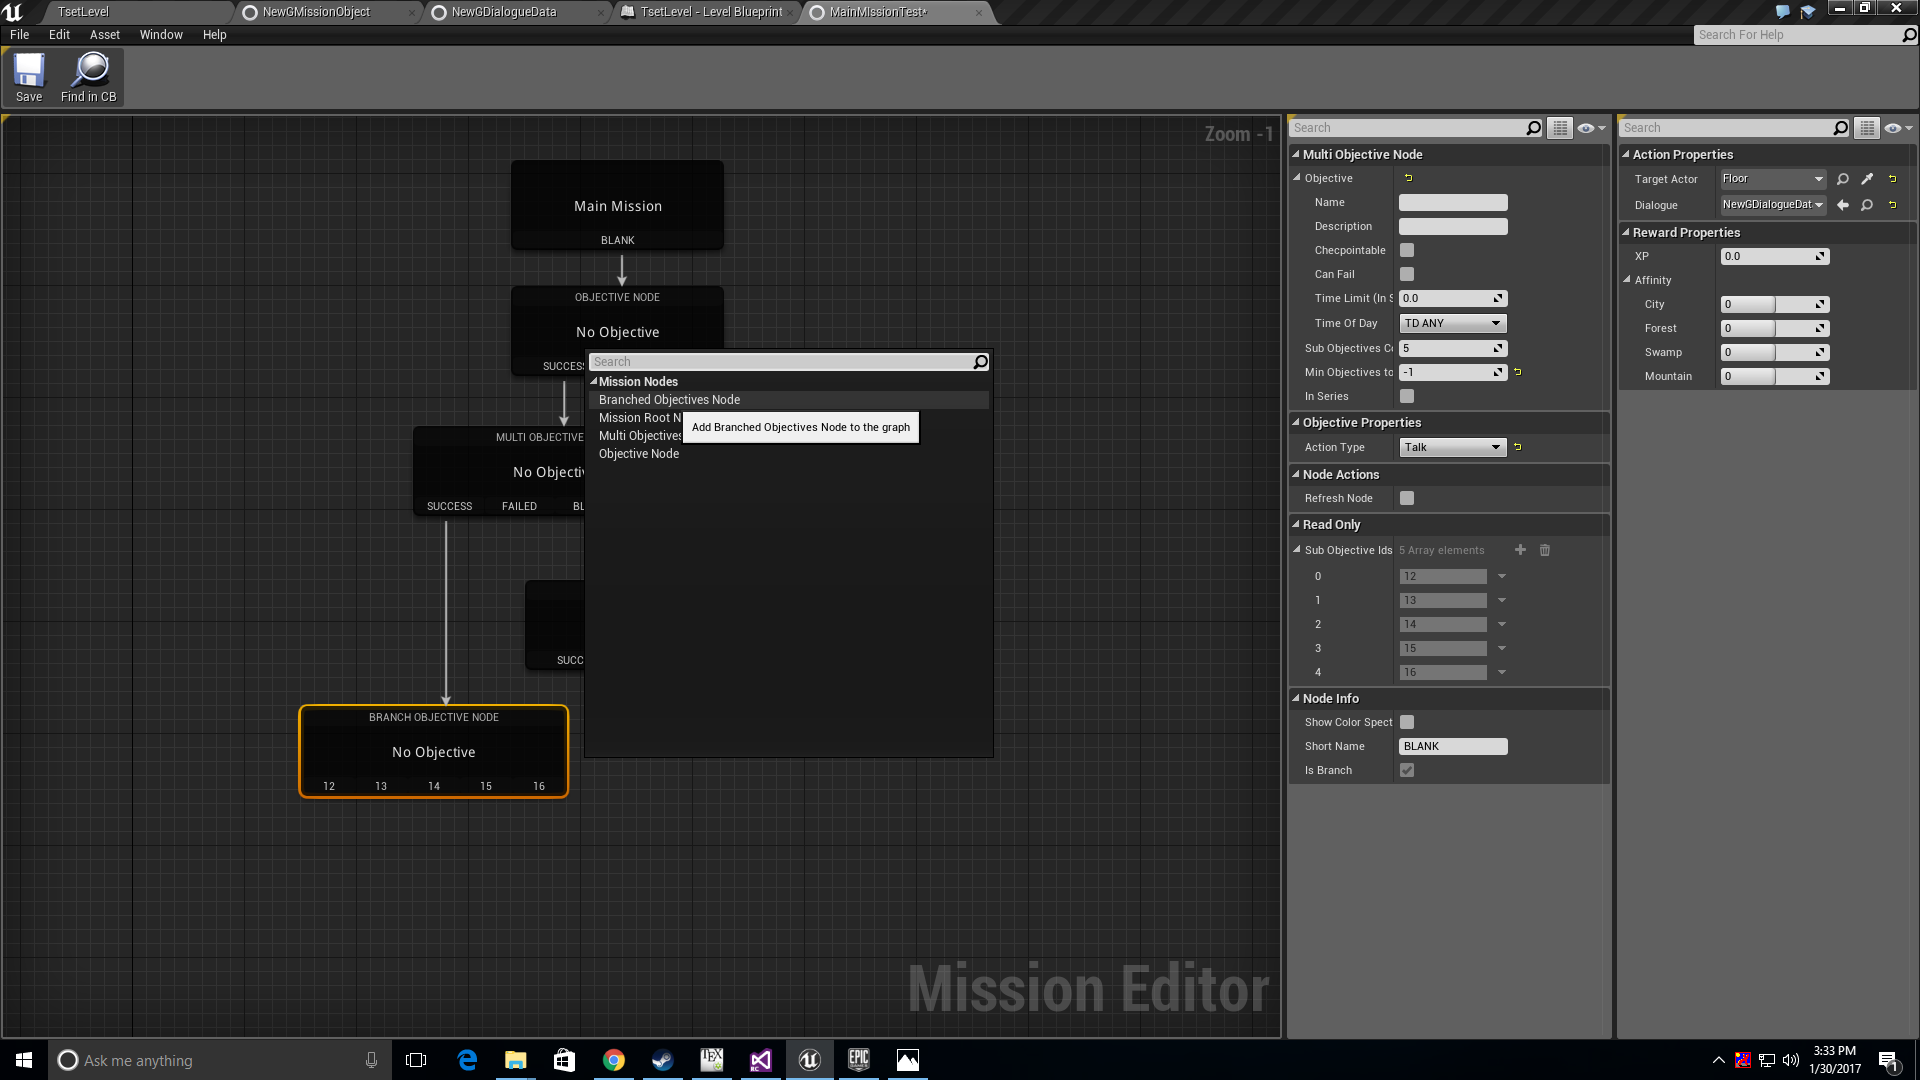 TsetLevel
NewGMissionObject
NewGDialogueData
TsetLevel - Level Blueprint
MainMIssionTest*
File Edit Asset Window Help
Search For Help
Save
Find in CB
Zoom -1
Main Mission
BLANK
OBJECTIVE NODE
No Objective
SUCCESS
MULTI OBJECTIVE
No Objectiv
SUCCESS FAILED BL
SUCC
BRANCH OBJECTIVE NODE
No Objective
12 13 14 15 16
Search
Mission Nodes
Branched Objectives Node
Mission Root N
Multi Objectives
Objective Node
Add Branched Objectives Node to the graph
Mission Editor
Search
Multi Objective Node
Objective
Name
Description
Checpointable
Can Fail
Time Limit (In S 0.0
Time Of Day TD ANY
Sub Objectives Co 5
Min Objectives to -1
In Series
Objective Properties
Action Type Talk
Node Actions
Refresh Node
Read Only
Sub Objective Ids 5 Array elements
0 12
1 13
2 14
3 15
4 16
Node Info
Show Color Spect
Short Name BLANK
Is Branch
Search
Action Properties
Target Actor Floor
Dialogue NewGDialogueDat
Reward Properties
XP 0.0
Affinity
City 0
Forest 0
Swamp 0
Mountain 0
Ask me anything
TEX
RC
EPIC
GAMES
3:33 PM
1/30/2017
1